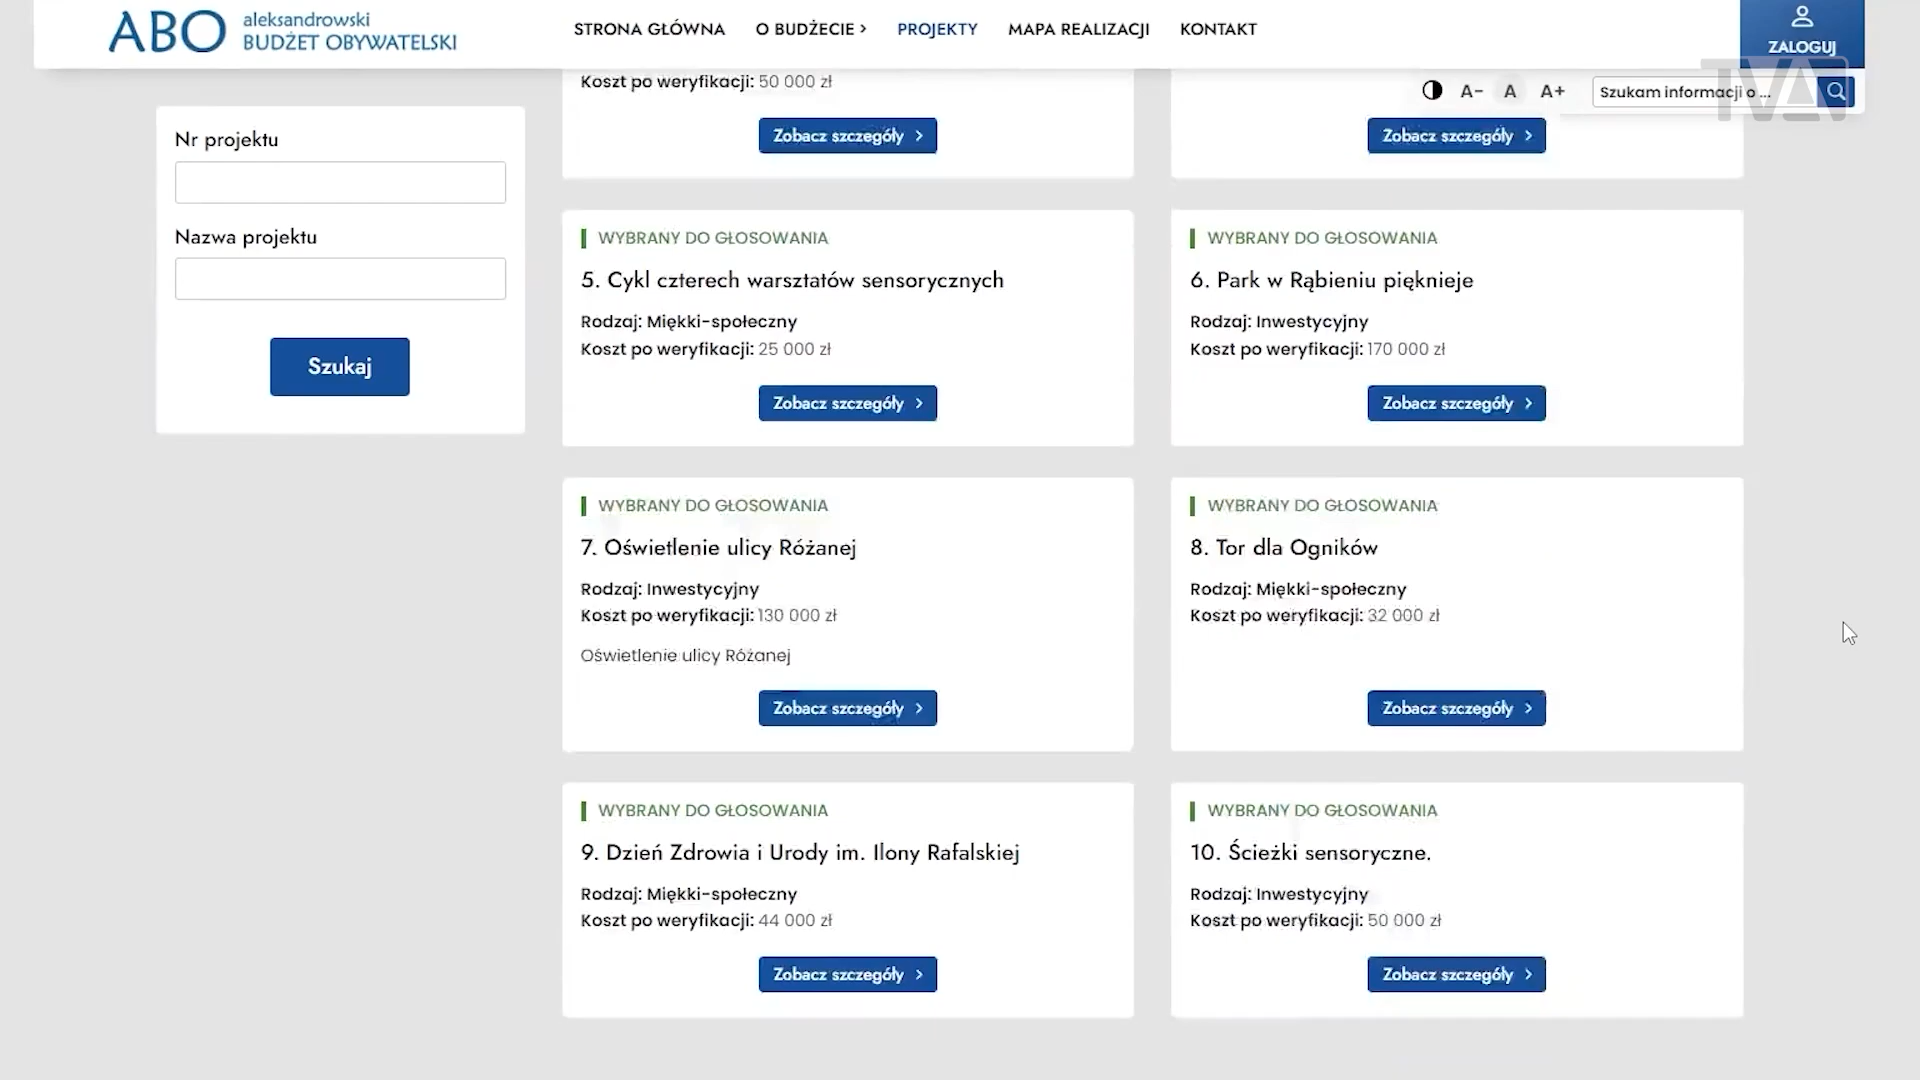 ABO aleksandrowski
BUDŻET OBYWATELSKI
STRONA GŁÓWNA
O BUDŻECIE >
PROJEKTY
MAPA REALIZACJI
KONTAKT
ZALOGUJ
A-
A
A+
Szukam informacji o ...
TVA
Nr projektu
Nazwa projektu
Szukaj
Koszt po weryfikacji: 50 000 zł
Zobacz szczegóły >
Zobacz szczegóły >
WYBRANY DO GŁOSOWANIA
5. Cykl czterech warsztatów sensorycznych
Rodzaj: Miękki-społeczny
Koszt po weryfikacji: 25 000 zł
Zobacz szczegóły >
WYBRANY DO GŁOSOWANIA
6. Park w Rąbieniu pięknieje
Rodzaj: Inwestycyjny
Koszt po weryfikacji: 170 000 zł
Zobacz szczegóły >
WYBRANY DO GŁOSOWANIA
7. Oświetlenie ulicy Różanej
Rodzaj: Inwestycyjny
Koszt po weryfikacji: 130 000 zł
Oświetlenie ulicy Różanej
Zobacz szczegóły >
WYBRANY DO GŁOSOWANIA
8. Tor dla Ogników
Rodzaj: Miękki-społeczny
Koszt po weryfikacji: 32 000 zł
Zobacz szczegóły >
WYBRANY DO GŁOSOWANIA
9. Dzień Zdrowia i Urody im. Ilony Rafalskiej
Rodzaj: Miękki-społeczny
Koszt po weryfikacji: 44 000 zł
Zobacz szczegóły >
WYBRANY DO GŁOSOWANIA
10. Ścieżki sensoryczne.
Rodzaj: Inwestycyjny
Koszt po weryfikacji: 50 000 zł
Zobacz szczegóły >